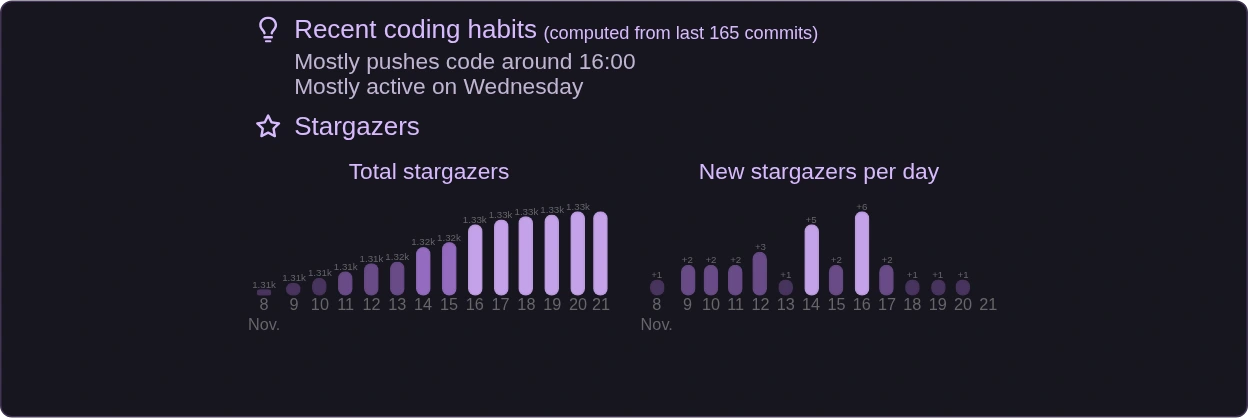 Recent coding habits (computed from last 165 commits)
Mostly pushes code around 16:00
Mostly active on Wednesday
Stargazers
Total stargazers
1.31k 1.31k 1.31k 1.31k 1.31k 1.32k 1.32k 1.32k 1.33k 1.33k 1.33k 1.33k 1.33k
8 9 10 11 12 13 14 15 16 17 18 19 20 21
Nov.
New stargazers per day
+1 +2 +2 +2 +3 +1 +5 +2 +6 +2 +1 +1 +1
8 9 10 11 12 13 14 15 16 17 18 19 20 21
Nov.